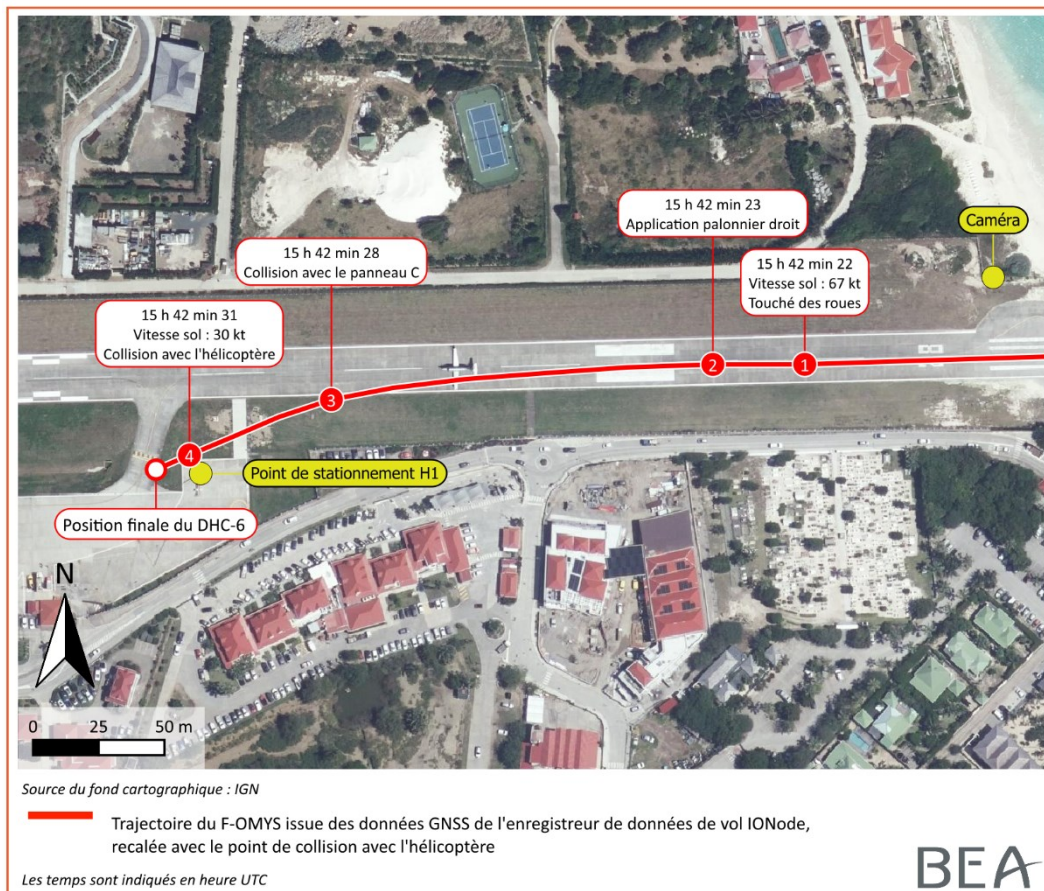 15 h 42 min 23
Application palonnier droit
Caméra
15 h 42 min 28
Collision avec le panneau C
15 h 42 min 22
Vitesse sol : 67 kt
Touché des roues
15 h 42 min 31
Vitesse sol : 30 kt
Collision avec l'hélicoptère
1
2
3
4
Point de stationnement H1
Position finale du DHC-6
N
0 25 50 m
Source du fond cartographique : IGN
Trajectoire du F-OMYS issue des données GNSS de l'enregistreur de données de vol IONode,
recalée avec le point de collision avec l'hélicoptère
Les temps sont indiqués en heure UTC
BEA